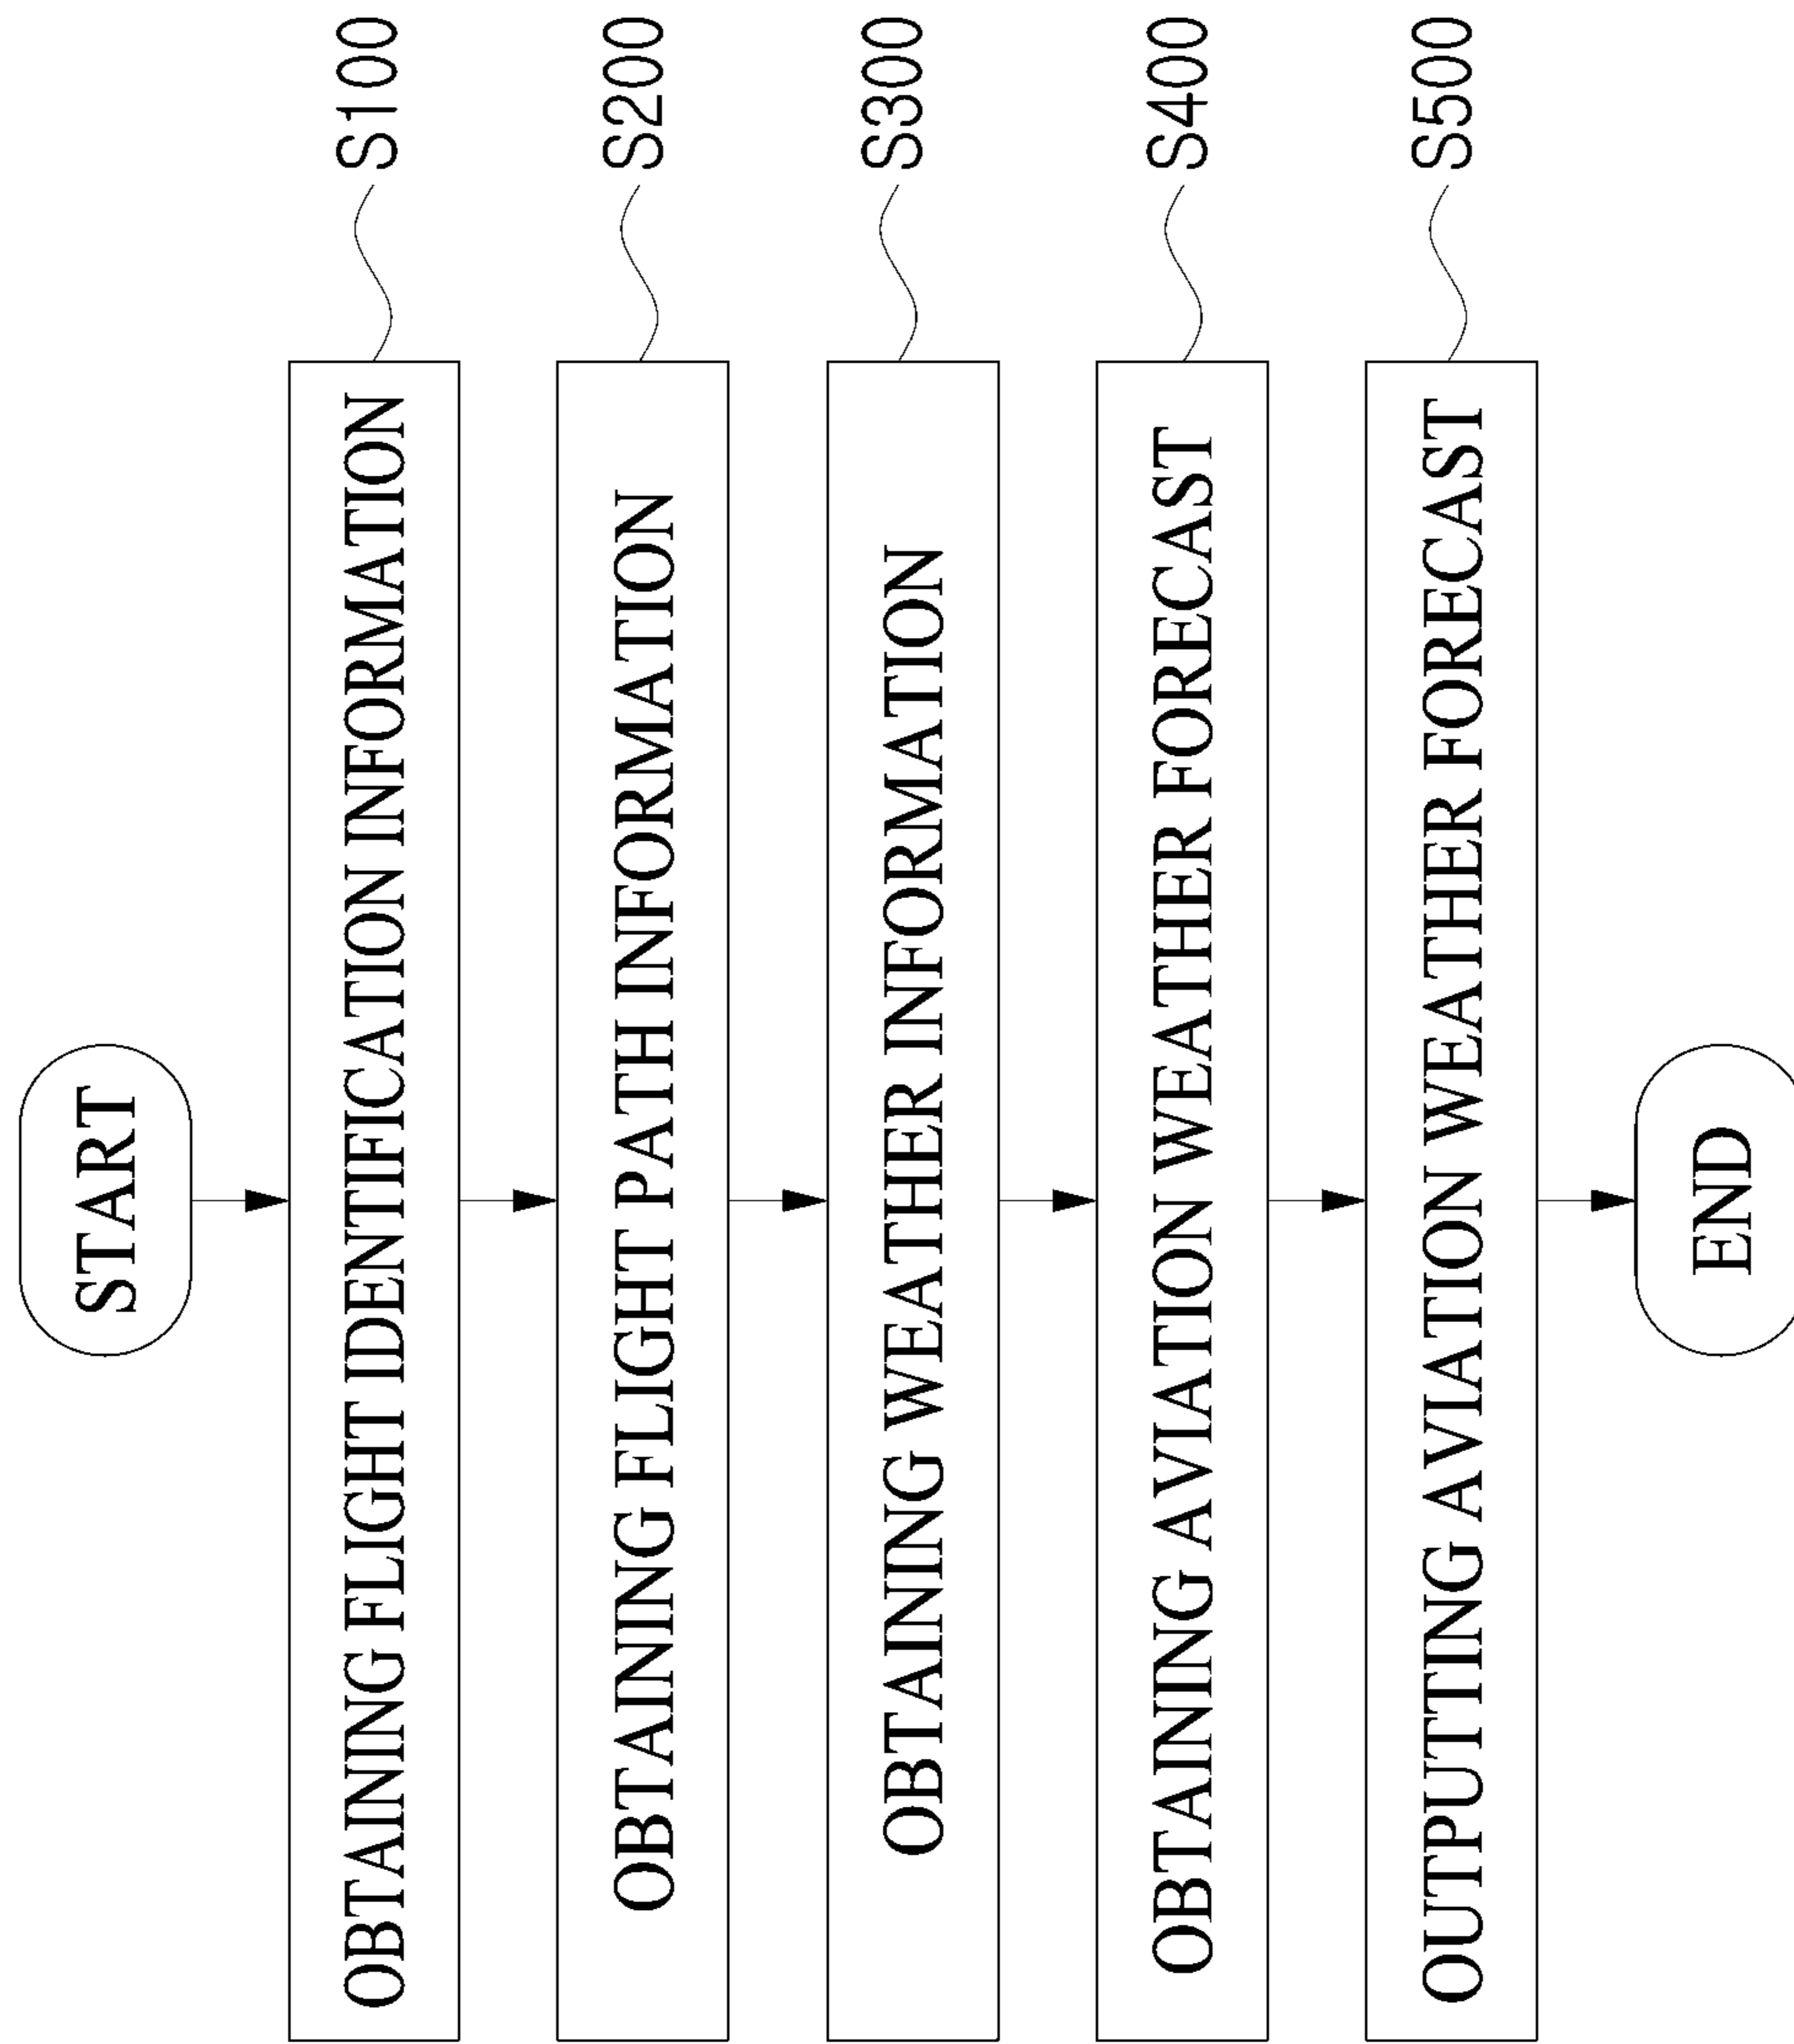 START
OBTAINING FLIGHT IDENTIFICATION INFORMATION
S100
OBTAINING FLIGHT PATH INFORMATION
S200
OBTAINING WEATHER INFORMATION
S300
OBTAINING AVIATION WEATHER FORECAST
S400
OUTPUTTING AVIATION WEATHER FORECAST
S500
END